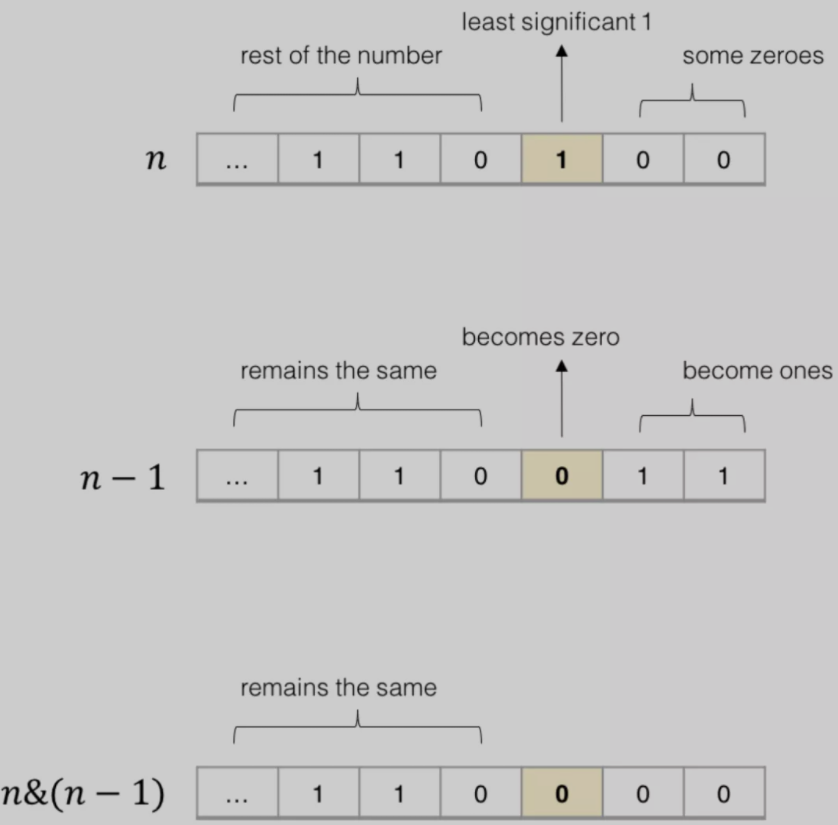 least significant 1
rest of the number
some zeroes
n ... 1 1 0 1 0 0
becomes zero
remains the same
become ones
n − 1 ... 1 1 0 0 1 1
remains the same
n&(n − 1) ... 1 1 0 0 0 0